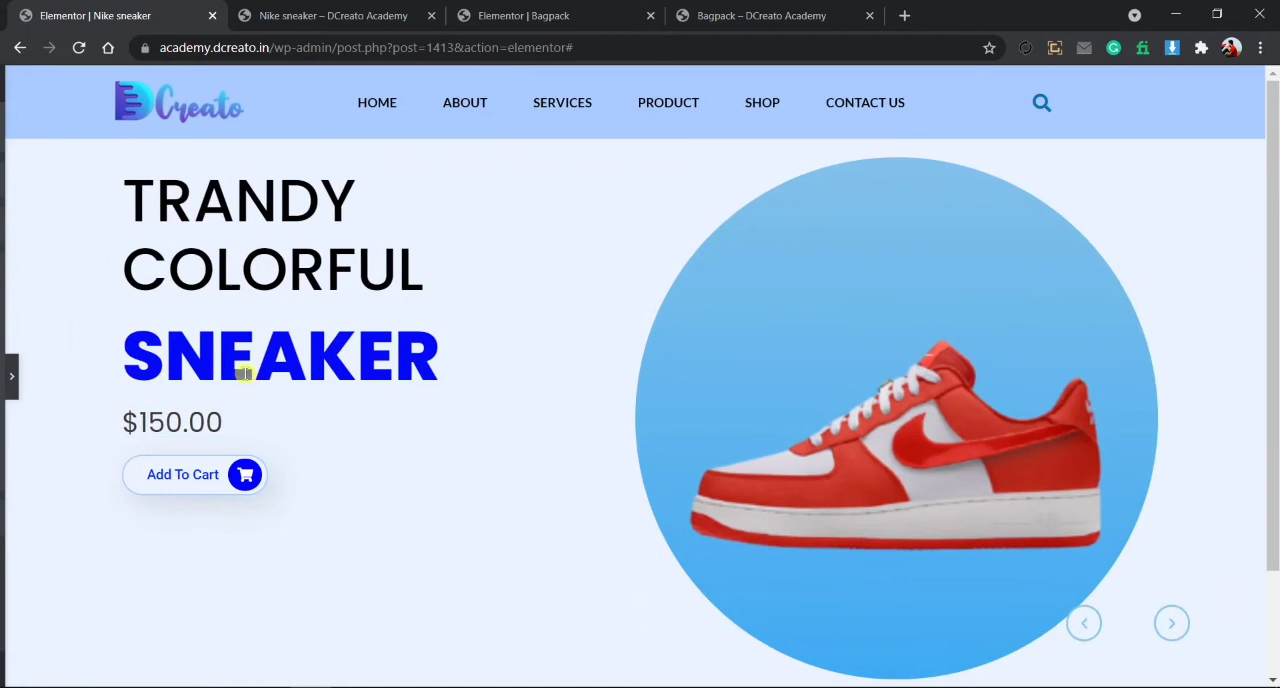 Elementor | Nike sneaker
Nike sneaker – DCreato Academy
Elementor | Bagpack
Bagpack – DCreato Academy
academy.dcreato.in/wp-admin/post.php?post=1413&action=elementor#
DCreato
HOME
ABOUT
SERVICES
PRODUCT
SHOP
CONTACT US
TRANDY
COLORFUL
SNEAKER
$150.00
Add To Cart